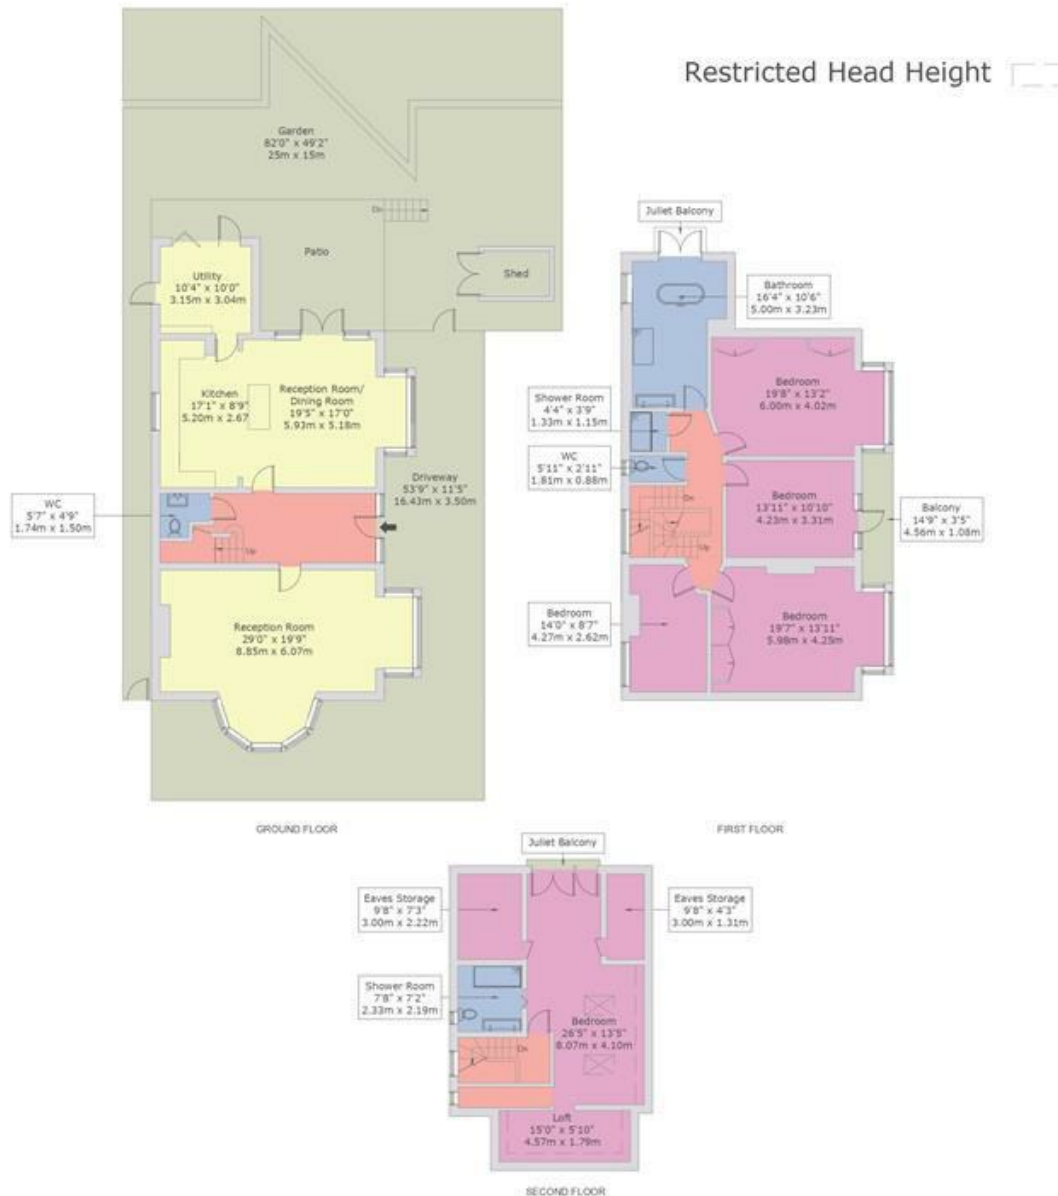 Restricted Head Height
Garden
82'0" x 49'2"
25m x 15m
Dn
Patio
Shed
Utility
10'4" x 10'0"
3.15m x 3.04m
Kitchen
17'1" x 8'9"
5.20m x 2.67
Reception Room/
Dining Room
19'5" x 17'0"
5.93m x 5.18m
Driveway
53'9" x 11'5"
16.43m x 3.50m
WC
5'7" x 4'9"
1.74m x 1.50m
Up
Reception Room
29'0" x 19'9"
8.85m x 6.07m
GROUND FLOOR
Juliet Balcony
Bathroom
16'4" x 10'6"
5.00m x 3.23m
Bedroom
19'8" x 13'2"
6.00m x 4.02m
Shower Room
4'4" x 3'9"
1.33m x 1.15m
WC
5'11" x 2'11"
1.81m x 0.88m
Dn
Up
Bedroom
13'11" x 10'10"
4.23m x 3.31m
Balcony
14'9" x 3'5"
4.56m x 1.08m
Bedroom
14'0" x 8'7"
4.27m x 2.62m
Bedroom
19'7" x 13'11"
5.98m x 4.25m
FIRST FLOOR
Juliet Balcony
Eaves Storage
9'8" x 7'3"
3.00m x 2.22m
Eaves Storage
9'8" x 4'3"
3.00m x 1.31m
Shower Room
7'8" x 7'2"
2.33m x 2.19m
Bedroom
26'5" x 13'5"
8.07m x 4.10m
Dn
Loft
15'0" x 5'10"
4.57m x 1.79m
SECOND FLOOR